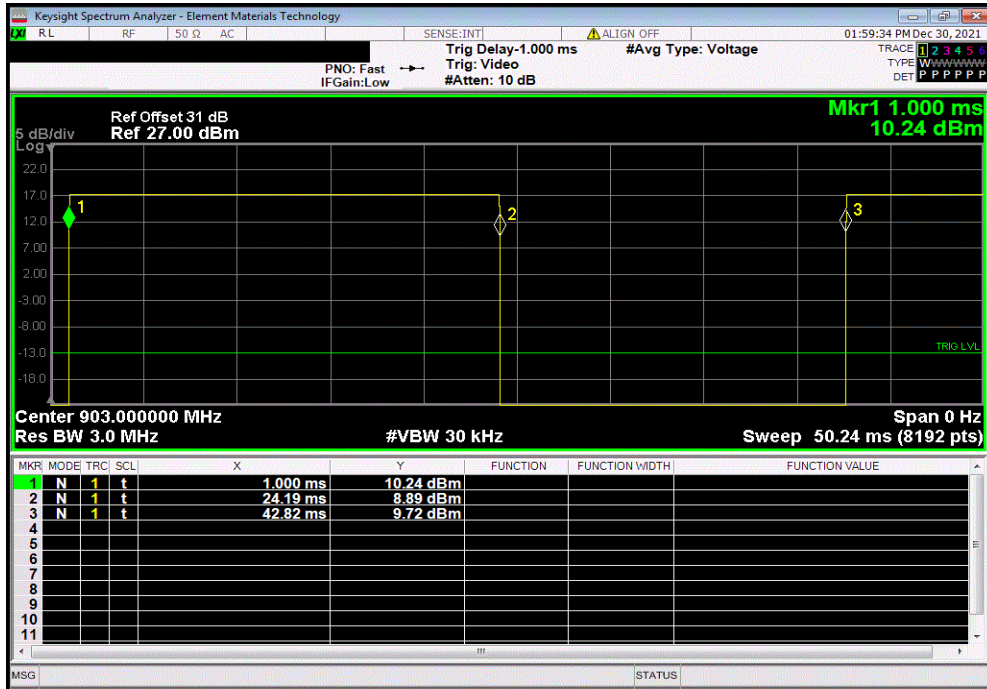 Keysight Spectrum Analyzer - Element Materials Technology
LXI RL RF 50 Ω AC SENSE:INT ALIGN OFF 01:59:34 PM Dec 30, 2021
Trig Delay-1.000 ms #Avg Type: Voltage TRACE 1 2 3 4 5 6
PNO: Fast Trig: Video TYPE WWWWWW
IFGain:Low #Atten: 10 dB DET P P P P P P
Mkr1 1.000 ms
10.24 dBm
Ref Offset 31 dB
5 dB/div Ref 27.00 dBm
Log
22.0
17.0
12.0
7.00
2.00
-3.00
-8.00
-13.0
-18.0
1
2
3
TRIG LVL
Center 903.000000 MHz Span 0 Hz
Res BW 3.0 MHz #VBW 30 kHz Sweep 50.24 ms (8192 pts)
MKR MODE TRC SCL X Y FUNCTION FUNCTION WIDTH FUNCTION VALUE
1 N 1 t 1.000 ms 10.24 dBm
2 N 1 t 24.19 ms 8.89 dBm
3 N 1 t 42.82 ms 9.72 dBm
4
5
6
7
8
9
10
11
MSG STATUS